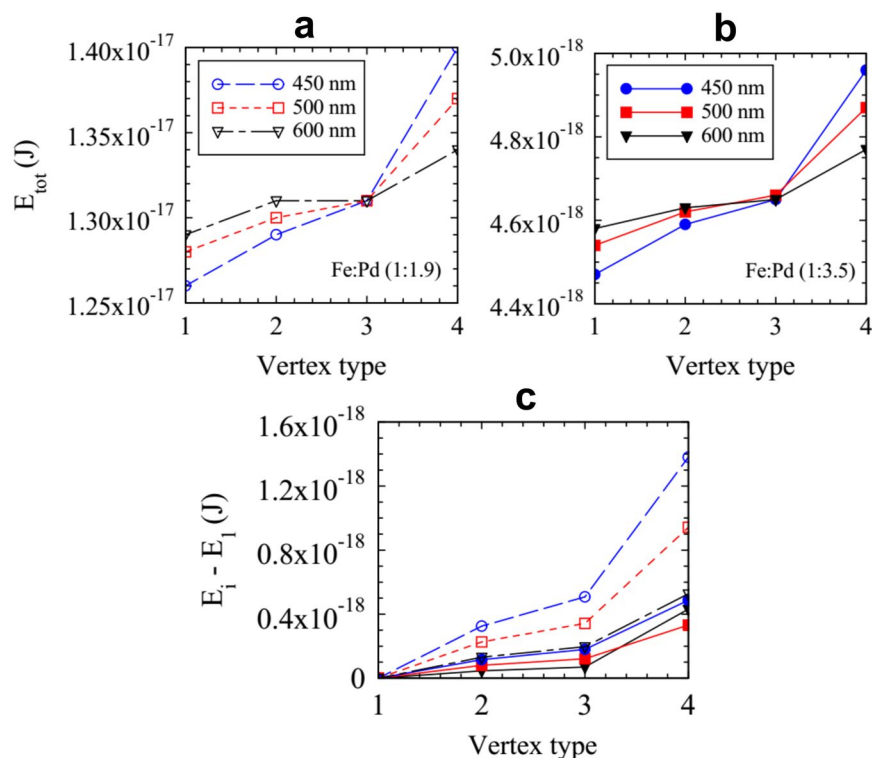 a
1.40x10⁻¹⁷
1.35x10⁻¹⁷
1.30x10⁻¹⁷
1.25x10⁻¹⁷
E_tot (J)
450 nm
500 nm
600 nm
Fe:Pd (1:1.9)
1 2 3 4
Vertex type
b
5.0x10⁻¹⁸
4.8x10⁻¹⁸
4.6x10⁻¹⁸
4.4x10⁻¹⁸
450 nm
500 nm
600 nm
Fe:Pd (1:3.5)
1 2 3 4
Vertex type
c
1.6x10⁻¹⁸
1.2x10⁻¹⁸
0.8x10⁻¹⁸
0.4x10⁻¹⁸
0
E_i - E_1 (J)
1 2 3 4
Vertex type